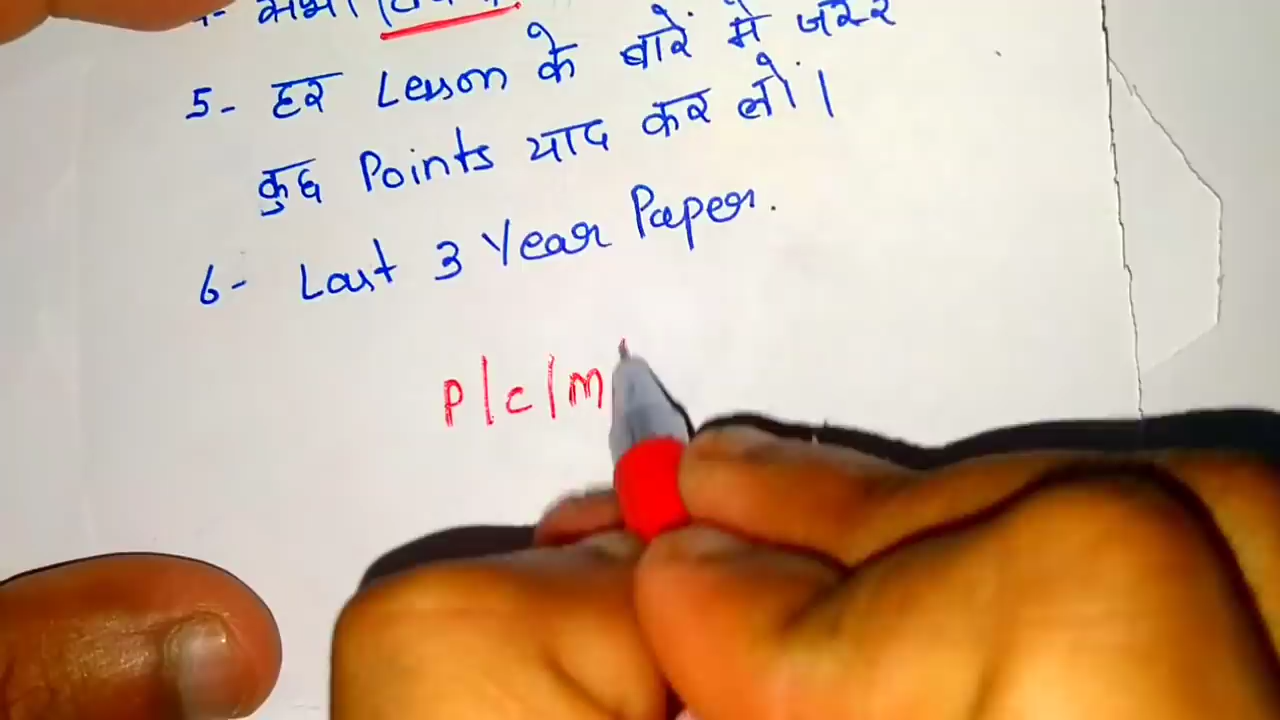 5- हर Lesson के बारें में जरुर
कुछ Points याद कर लो।
6- Last 3 Year Paper.
P/C/M